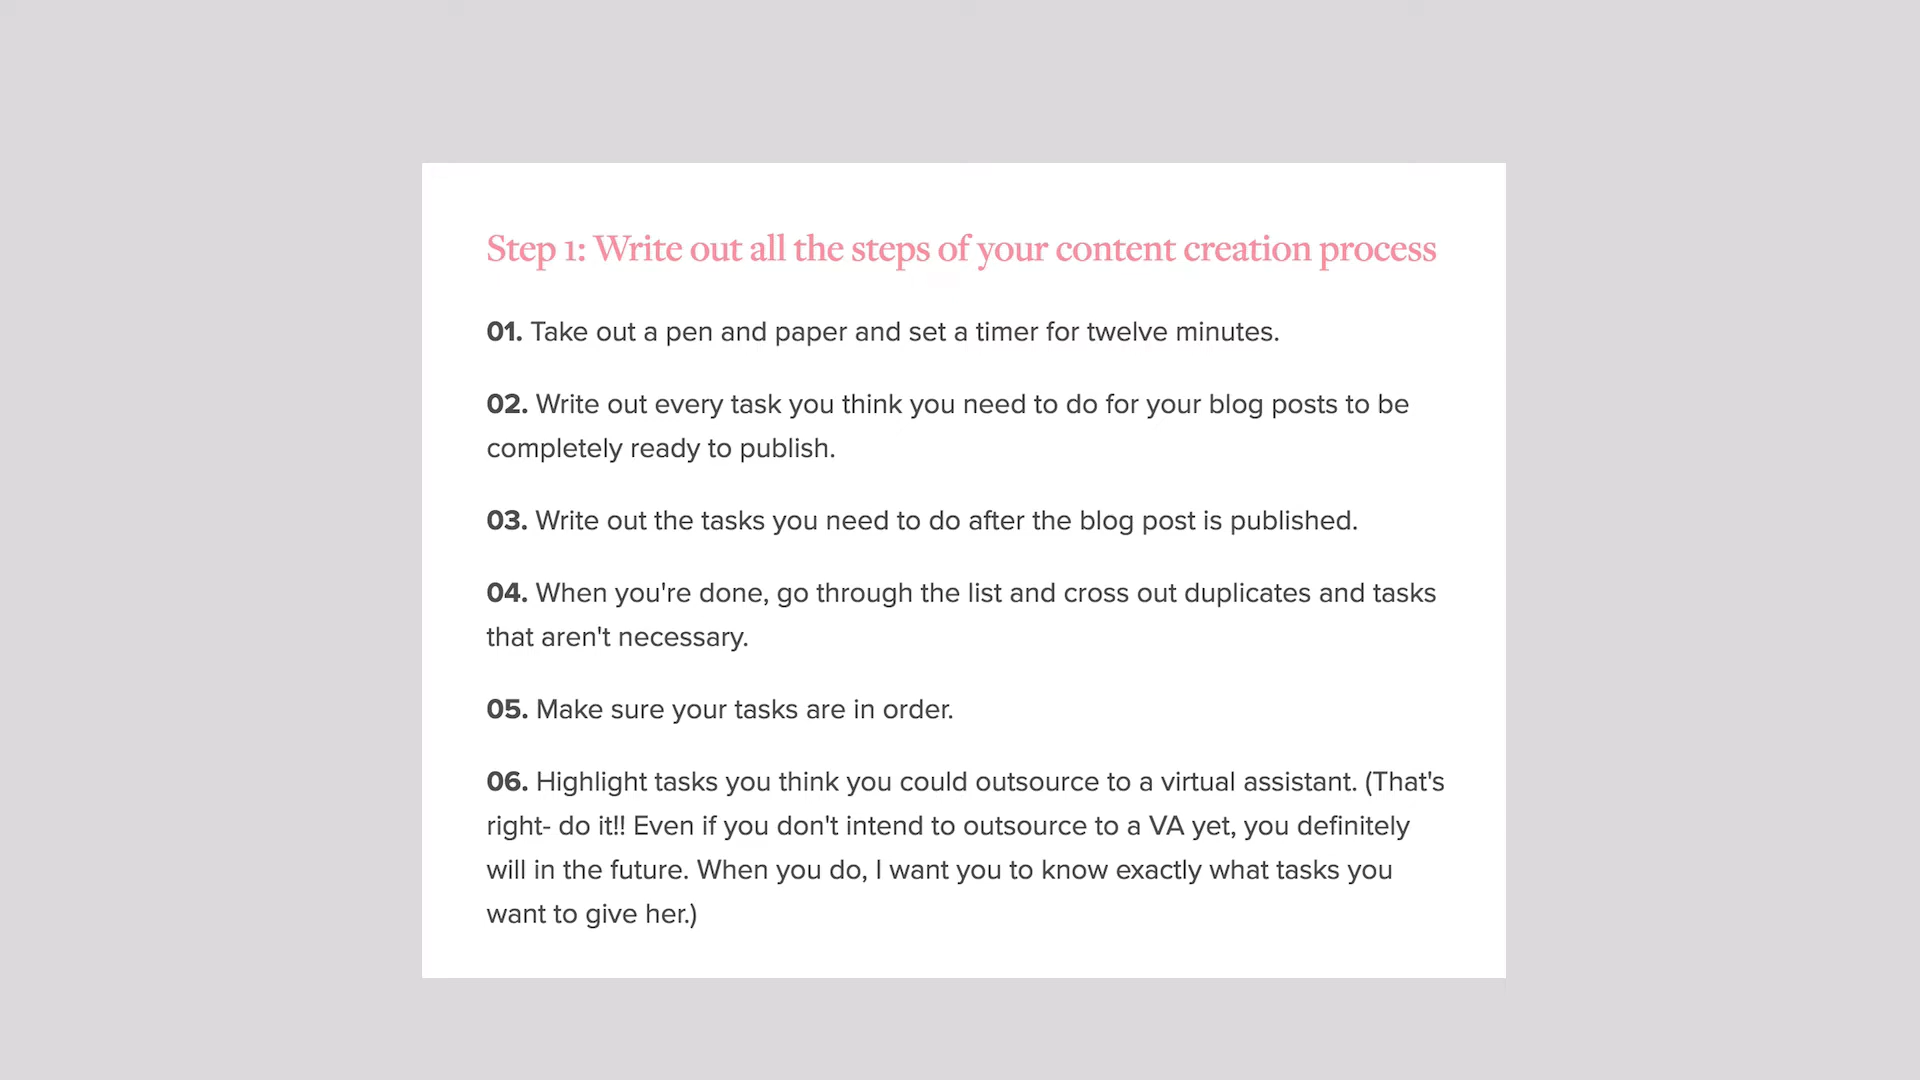 Step 1: Write out all the steps of your content creation process
01. Take out a pen and paper and set a timer for twelve minutes.
02. Write out every task you think you need to do for your blog posts to be
completely ready to publish.
03. Write out the tasks you need to do after the blog post is published.
04. When you're done, go through the list and cross out duplicates and tasks
that aren't necessary.
05. Make sure your tasks are in order.
06. Highlight tasks you think you could outsource to a virtual assistant. (That's
right- do it!! Even if you don't intend to outsource to a VA yet, you definitely
will in the future. When you do, I want you to know exactly what tasks you
want to give her.)